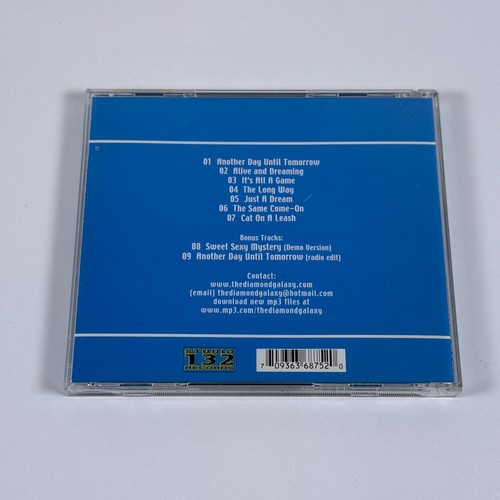 01 Another Day Until Tomorrow
02 Alive and Dreaming
03 It's All A Game
04 The Long Way
05 Just A Dream
06 The Same Come-On
07 Cat On A Leash
Bonus Tracks:
08 Sweet Sexy Mystery (Demo Version)
09 Another Day Until Tomorrow (radio edit)
Contact:
www.thediamondgalaxy.com
(email) thediamondgalaxy@hotmail.com
download new mp3 files at
www.mp3.com/thediamondgalaxy
STUDIO
132
RECORDS
7 09363 68752 0